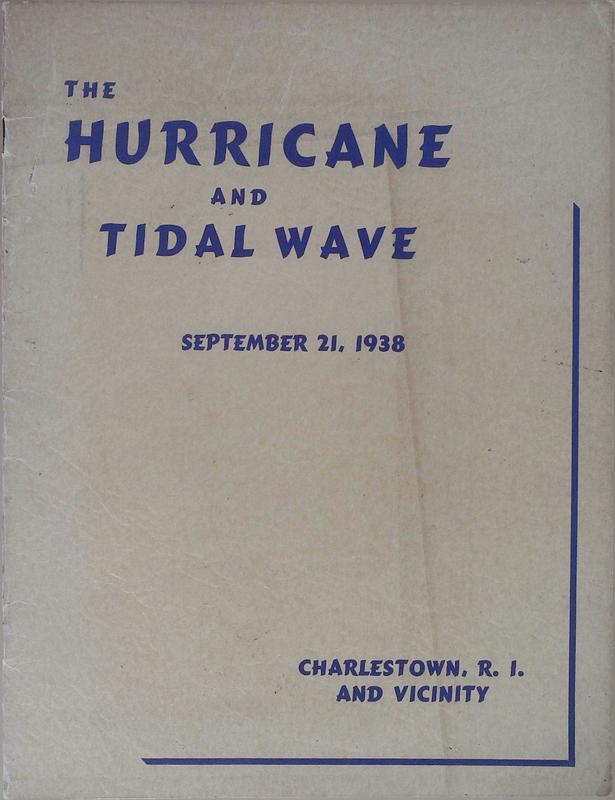 THE
HURRICANE
AND
TIDAL WAVE
SEPTEMBER 21, 1938
CHARLESTOWN, R. I.
AND VICINITY